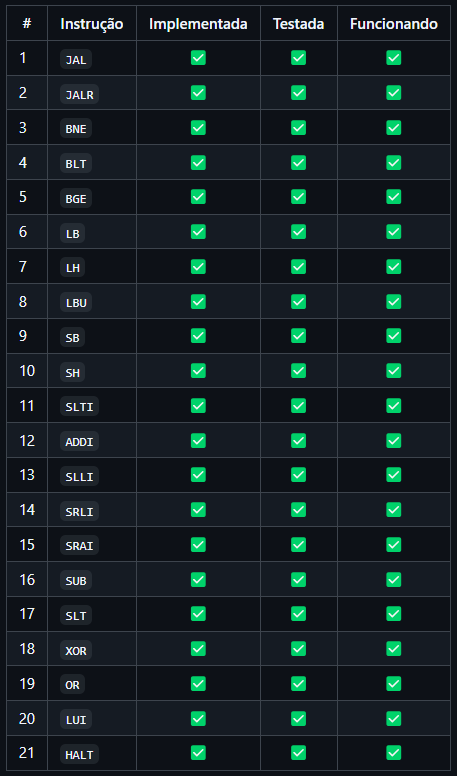 # Instrução Implementada Testada Funcionando
1 JAL ✅ ✅ ✅
2 JALR ✅ ✅ ✅
3 BNE ✅ ✅ ✅
4 BLT ✅ ✅ ✅
5 BGE ✅ ✅ ✅
6 LB ✅ ✅ ✅
7 LH ✅ ✅ ✅
8 LBU ✅ ✅ ✅
9 SB ✅ ✅ ✅
10 SH ✅ ✅ ✅
11 SLTI ✅ ✅ ✅
12 ADDI ✅ ✅ ✅
13 SLLI ✅ ✅ ✅
14 SRLI ✅ ✅ ✅
15 SRAI ✅ ✅ ✅
16 SUB ✅ ✅ ✅
17 SLT ✅ ✅ ✅
18 XOR ✅ ✅ ✅
19 OR ✅ ✅ ✅
20 LUI ✅ ✅ ✅
21 HALT ✅ ✅ ✅